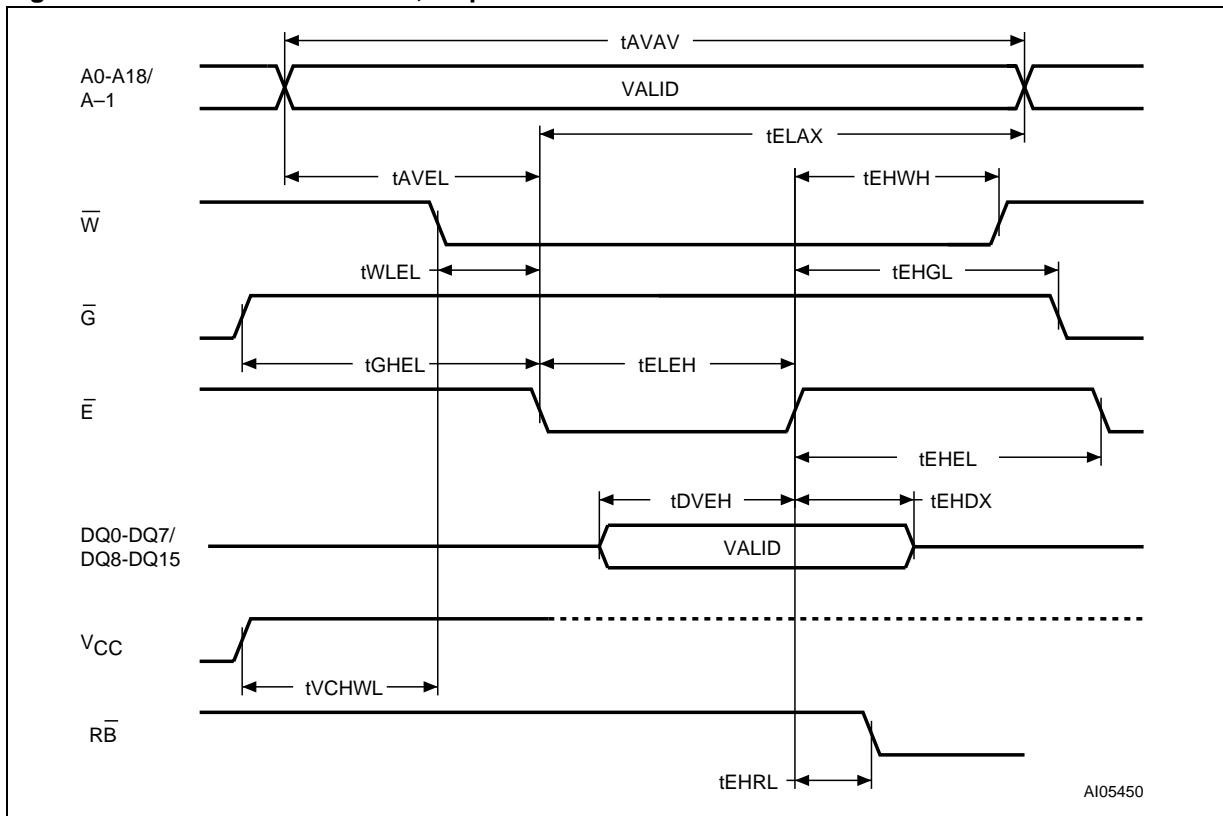 tAVAV
A0-A18/
A–1
VALID
tELAX
tAVEL
tEHWH
W̅
tWLEL
tEHGL
G̅
tGHEL
tELEH
E̅
tEHEL
tDVEH
tEHDX
DQ0-DQ7/
DQ8-DQ15
VALID
VCC
tVCHWL
RB̅
tEHRL
AI05450